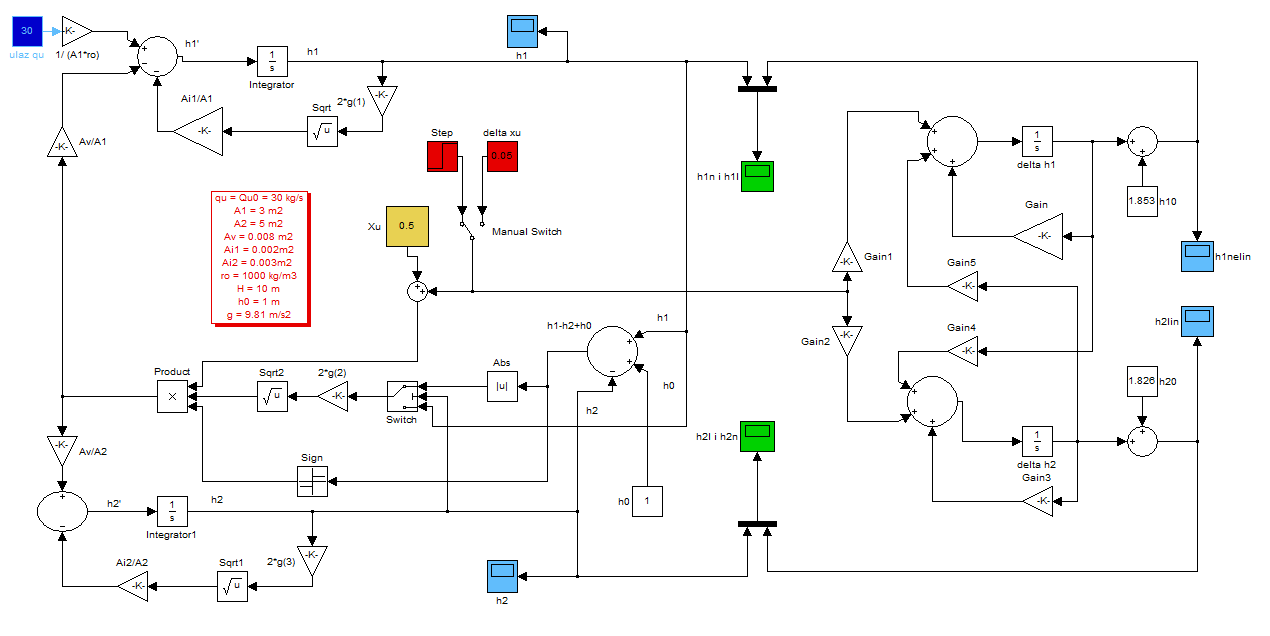 30
ulaz qu
-K-
1/ (A1*ro)
+
−
−
h1'
1
s
Integrator
h1
h1
-K-
2*g(1)
Sqrt
√u
Ai1/A1
-K-
-K-
Av/A1
Step
delta xu
0.05
Manual Switch
Xu
0.5
+
+
qu = Qu0 = 30 kg/s
A1 = 3 m2
A2 = 5 m2
Av = 0.008 m2
Ai1 = 0.002m2
Ai2 = 0.003m2
ro = 1000 kg/m3
H = 10 m
h0 = 1 m
g = 9.81 m/s2
h1n i h1l
+
+
+
1
s
delta h1
+
+
1.853
h10
Gain
-K-
h1nelin
Gain1
-K-
Gain5
-K-
Gain2
-K-
Gain4
-K-
h2lin
1.826
h20
+
+
+
+
+
1
s
delta h2
Gain3
-K-
h1-h2+h0
h1
+
+
−
h0
h2
Abs
|u|
Switch
2*g(2)
-K-
Sqrt2
√u
Product
×
Sign
h2l i h2n
h0
1
-K-
Av/A2
+
−
h2'
1
s
Integrator1
h2
-K-
2*g(3)
Sqrt1
√u
Ai2/A2
-K-
h2